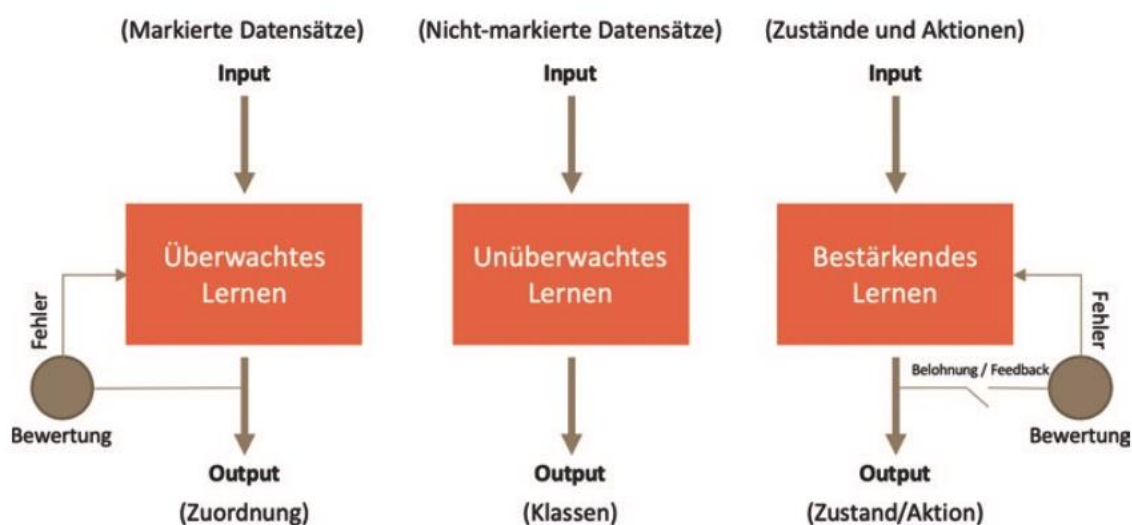 (Markierte Datensätze)
Input
Überwachtes
Lernen
Fehler
Bewertung
Output
(Zuordnung)
(Nicht-markierte Datensätze)
Input
Unüberwachtes
Lernen
Output
(Klassen)
(Zustände und Aktionen)
Input
Bestärkendes
Lernen
Fehler
Belohnung / Feedback
Bewertung
Output
(Zustand/Aktion)